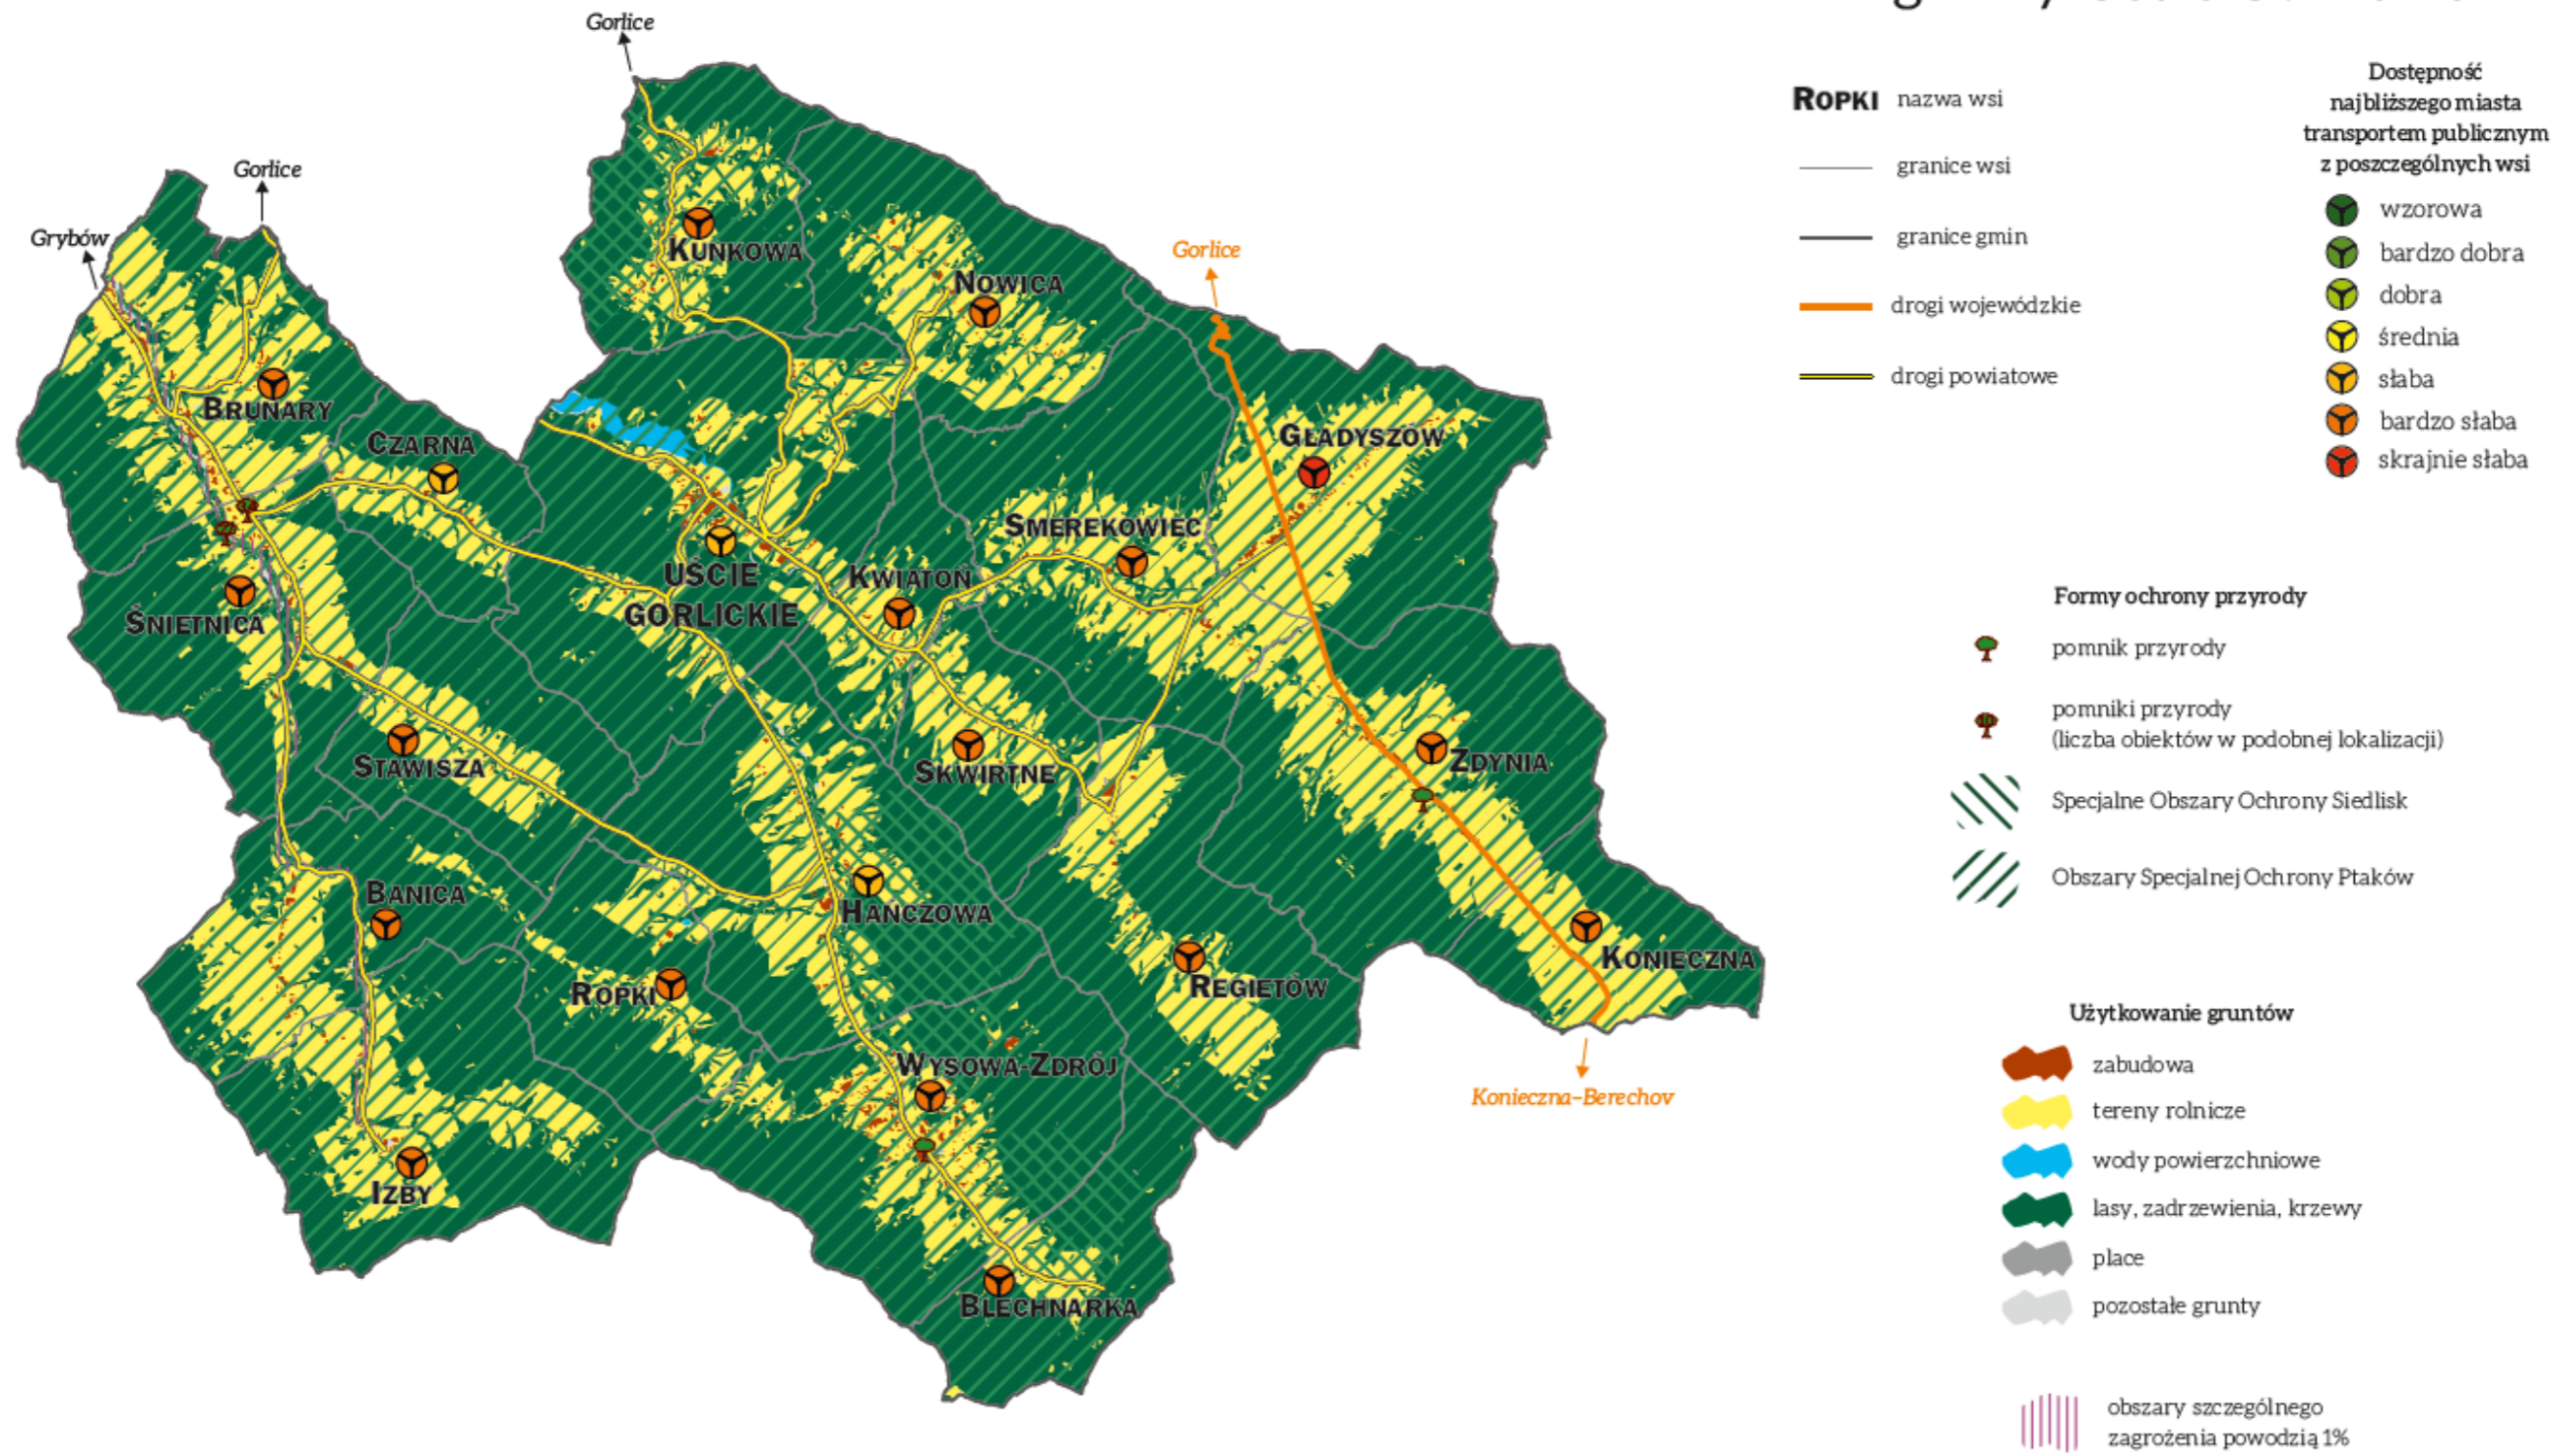 Gorlice
Gorlice
Grybów
Gorlice
Kunkowa
Nowica
Brunary
Czarna
Gładyszów
Smerekowiec
Uście
Gorlickie
Kwiatoń
Śnietnica
Stawisza
Skwirtne
Zdynia
Banica
Hańczowa
Ropki
Regietów
Konieczna
Wysowa-Zdrój
Konieczna-Berechov
Izby
Blechnarka
Ropki nazwa wsi
granice wsi
granice gmin
drogi wojewódzkie
drogi powiatowe
Dostępność
najbliższego miasta
transportem publicznym
z poszczególnych wsi
wzorowa
bardzo dobra
dobra
średnia
słaba
bardzo słaba
skrajnie słaba
Formy ochrony przyrody
pomnik przyrody
pomniki przyrody
(liczba obiektów w podobnej lokalizacji)
Specjalne Obszary Ochrony Siedlisk
Obszary Specjalnej Ochrony Ptaków
Użytkowanie gruntów
zabudowa
tereny rolnicze
wody powierzchniowe
lasy, zadrzewienia, krzewy
place
pozostałe grunty
obszary szczególnego
zagrożenia powodzią 1%